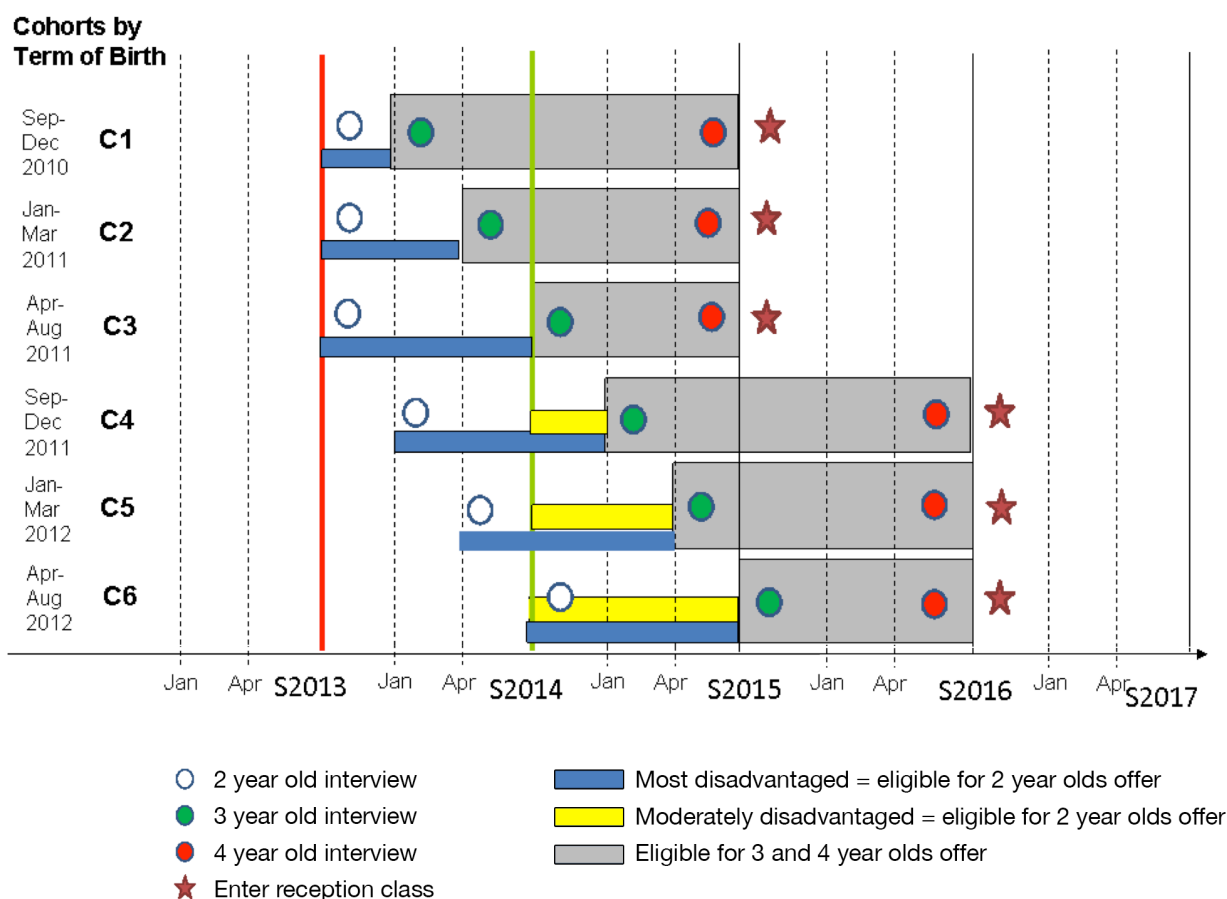 Cohorts by
Term of Birth
Sep-
Dec
2010
C1
Jan-
Mar
2011
C2
Apr-
Aug
2011
C3
Sep-
Dec
2011
C4
Jan-
Mar
2012
C5
Apr-
Aug
2012
C6
Jan Apr S2013 Jan Apr S2014 Jan Apr S2015 Jan Apr S2016 Jan Apr S2017
2 year old interview
3 year old interview
4 year old interview
Enter reception class
Most disadvantaged = eligible for 2 year olds offer
Moderately disadvantaged = eligible for 2 year olds offer
Eligible for 3 and 4 year olds offer